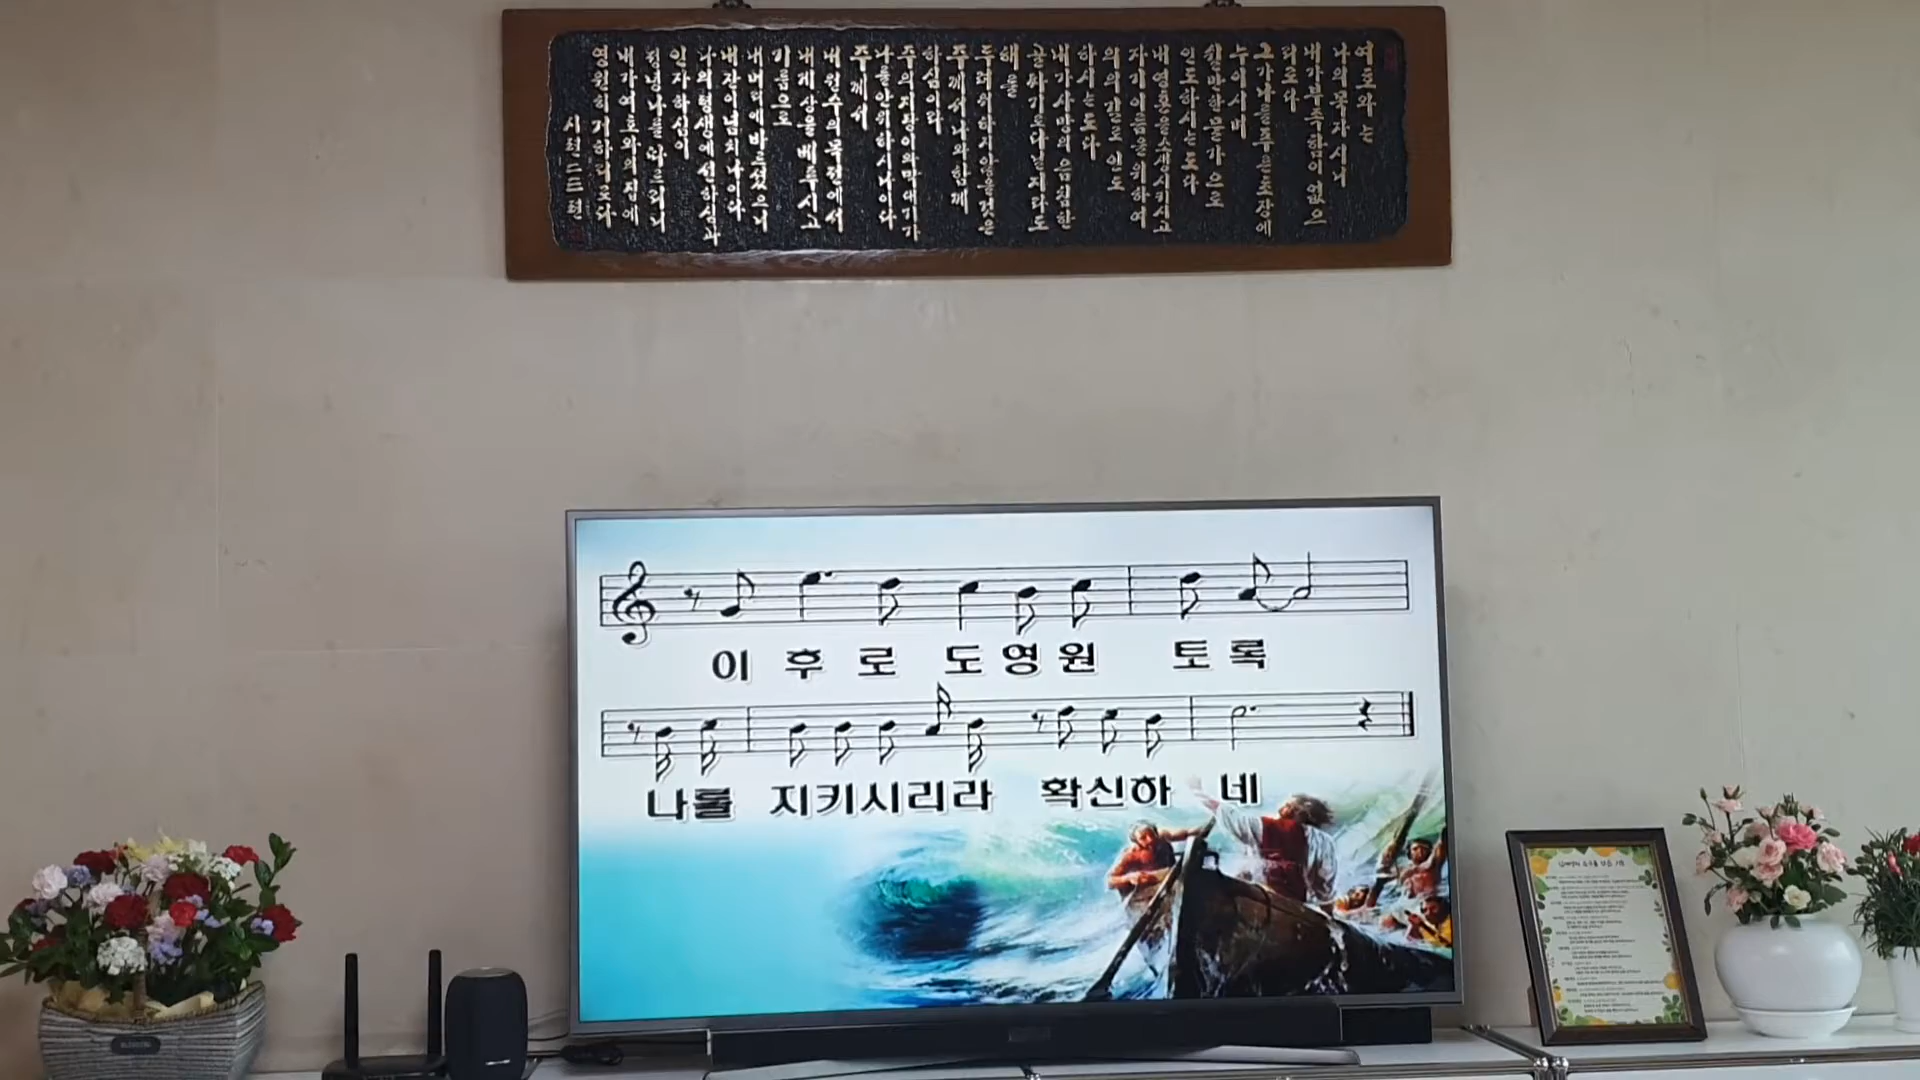 여호와는
나의 목자시니
내가 부족함이 없으
리로다
그가 나를 푸른 초장에
누이시며
쉴만한 물가으로
인도하시는도다
내 영혼을 소생시키시고
자기 이름을 위하여
의의 길로 인도
하시는도다
내가 사망의 음침한
골짜기로 다닐지라도
해를
두려워하지 않을 것은
주께서 나와 함께
하심이라
주의 지팡이와 막대기가
나를 안위하시나이다
주께서
내 원수의 목전에서
내게 상을 베푸시고
기름으로
내 머리에 바르셨으니
내 잔이 넘치나이다
나의 평생에 선하심과
인자하심이
정녕 나를 따르리니
내가 여호와의 집에
영원히 거하리로다
시편二三편
이 후 로 도 영 원 토 록
나를 지키시리라 확신하 네